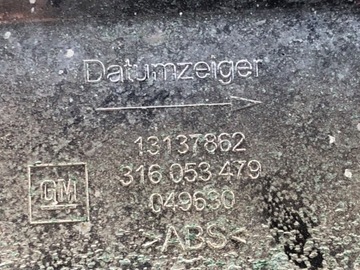 Datumzeiger
13137862
GM
316 053 479
049630
>ABS<